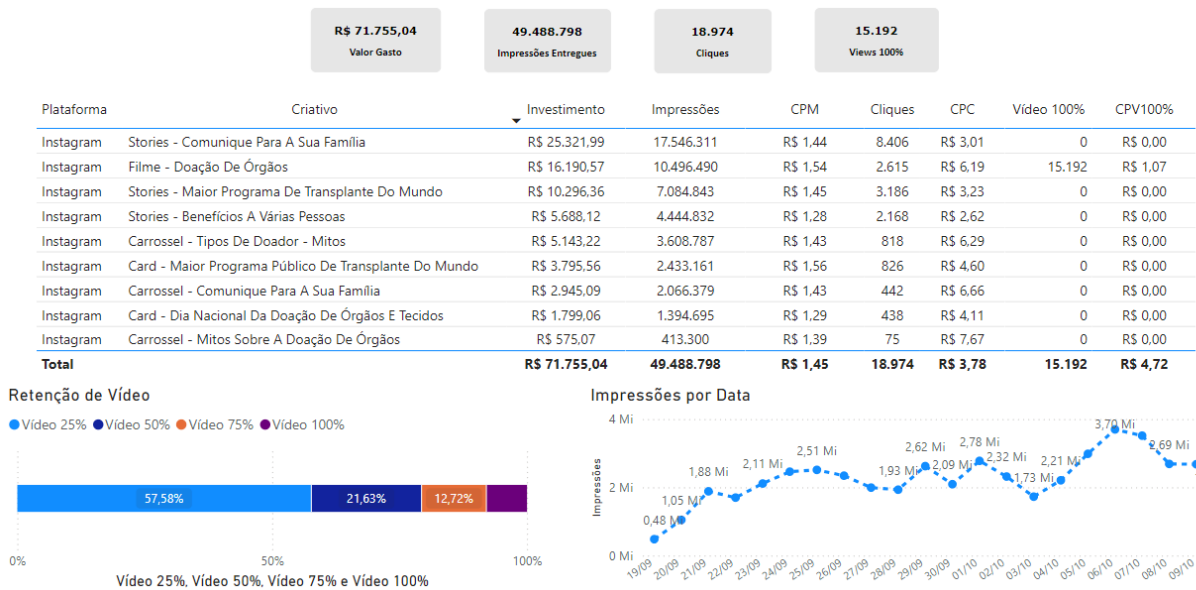 R$ 71.755,04
Valor Gasto
49.488.798
Impressões Entregues
18.974
Cliques
15.192
Views 100%
Plataforma Criativo Investimento Impressões CPM Cliques CPC Vídeo 100% CPV100%
Instagram Stories - Comunique Para A Sua Família R$ 25.321,99 17.546.311 R$ 1,44 8.406 R$ 3,01 0 R$ 0,00
Instagram Filme - Doação De Órgãos R$ 16.190,57 10.496.490 R$ 1,54 2.615 R$ 6,19 15.192 R$ 1,07
Instagram Stories - Maior Programa De Transplante Do Mundo R$ 10.296,36 7.084.843 R$ 1,45 3.186 R$ 3,23 0 R$ 0,00
Instagram Stories - Benefícios A Várias Pessoas R$ 5.688,12 4.444.832 R$ 1,28 2.168 R$ 2,62 0 R$ 0,00
Instagram Carrossel - Tipos De Doador - Mitos R$ 5.143,22 3.608.787 R$ 1,43 818 R$ 6,29 0 R$ 0,00
Instagram Card - Maior Programa Público De Transplante Do Mundo R$ 3.795,56 2.433.161 R$ 1,56 826 R$ 4,60 0 R$ 0,00
Instagram Carrossel - Comunique Para A Sua Família R$ 2.945,09 2.066.379 R$ 1,43 442 R$ 6,66 0 R$ 0,00
Instagram Card - Dia Nacional Da Doação De Órgãos E Tecidos R$ 1.799,06 1.394.695 R$ 1,29 438 R$ 4,11 0 R$ 0,00
Instagram Carrossel - Mitos Sobre A Doação De Órgãos R$ 575,07 413.300 R$ 1,39 75 R$ 7,67 0 R$ 0,00
Total R$ 71.755,04 49.488.798 R$ 1,45 18.974 R$ 3,78 15.192 R$ 4,72
Retenção de Vídeo
Vídeo 25% Vídeo 50% Vídeo 75% Vídeo 100%
57,58% 21,63% 12,72%
0% 50% 100%
Vídeo 25%, Vídeo 50%, Vídeo 75% e Vídeo 100%
Impressões por Data
Impressões
4 Mi
2 Mi
0 Mi
0,48 Mi 1,05 Mi 1,88 Mi 2,11 Mi 2,51 Mi 1,93 Mi 2,62 Mi 2,09 Mi 2,78 Mi 2,32 Mi 1,73 Mi 2,21 Mi 3,70 Mi 2,69 Mi
19/09 20/09 21/09 22/09 23/09 24/09 25/09 26/09 27/09 28/09 29/09 30/09 01/10 02/10 03/10 04/10 05/10 06/10 07/10 08/10 09/10